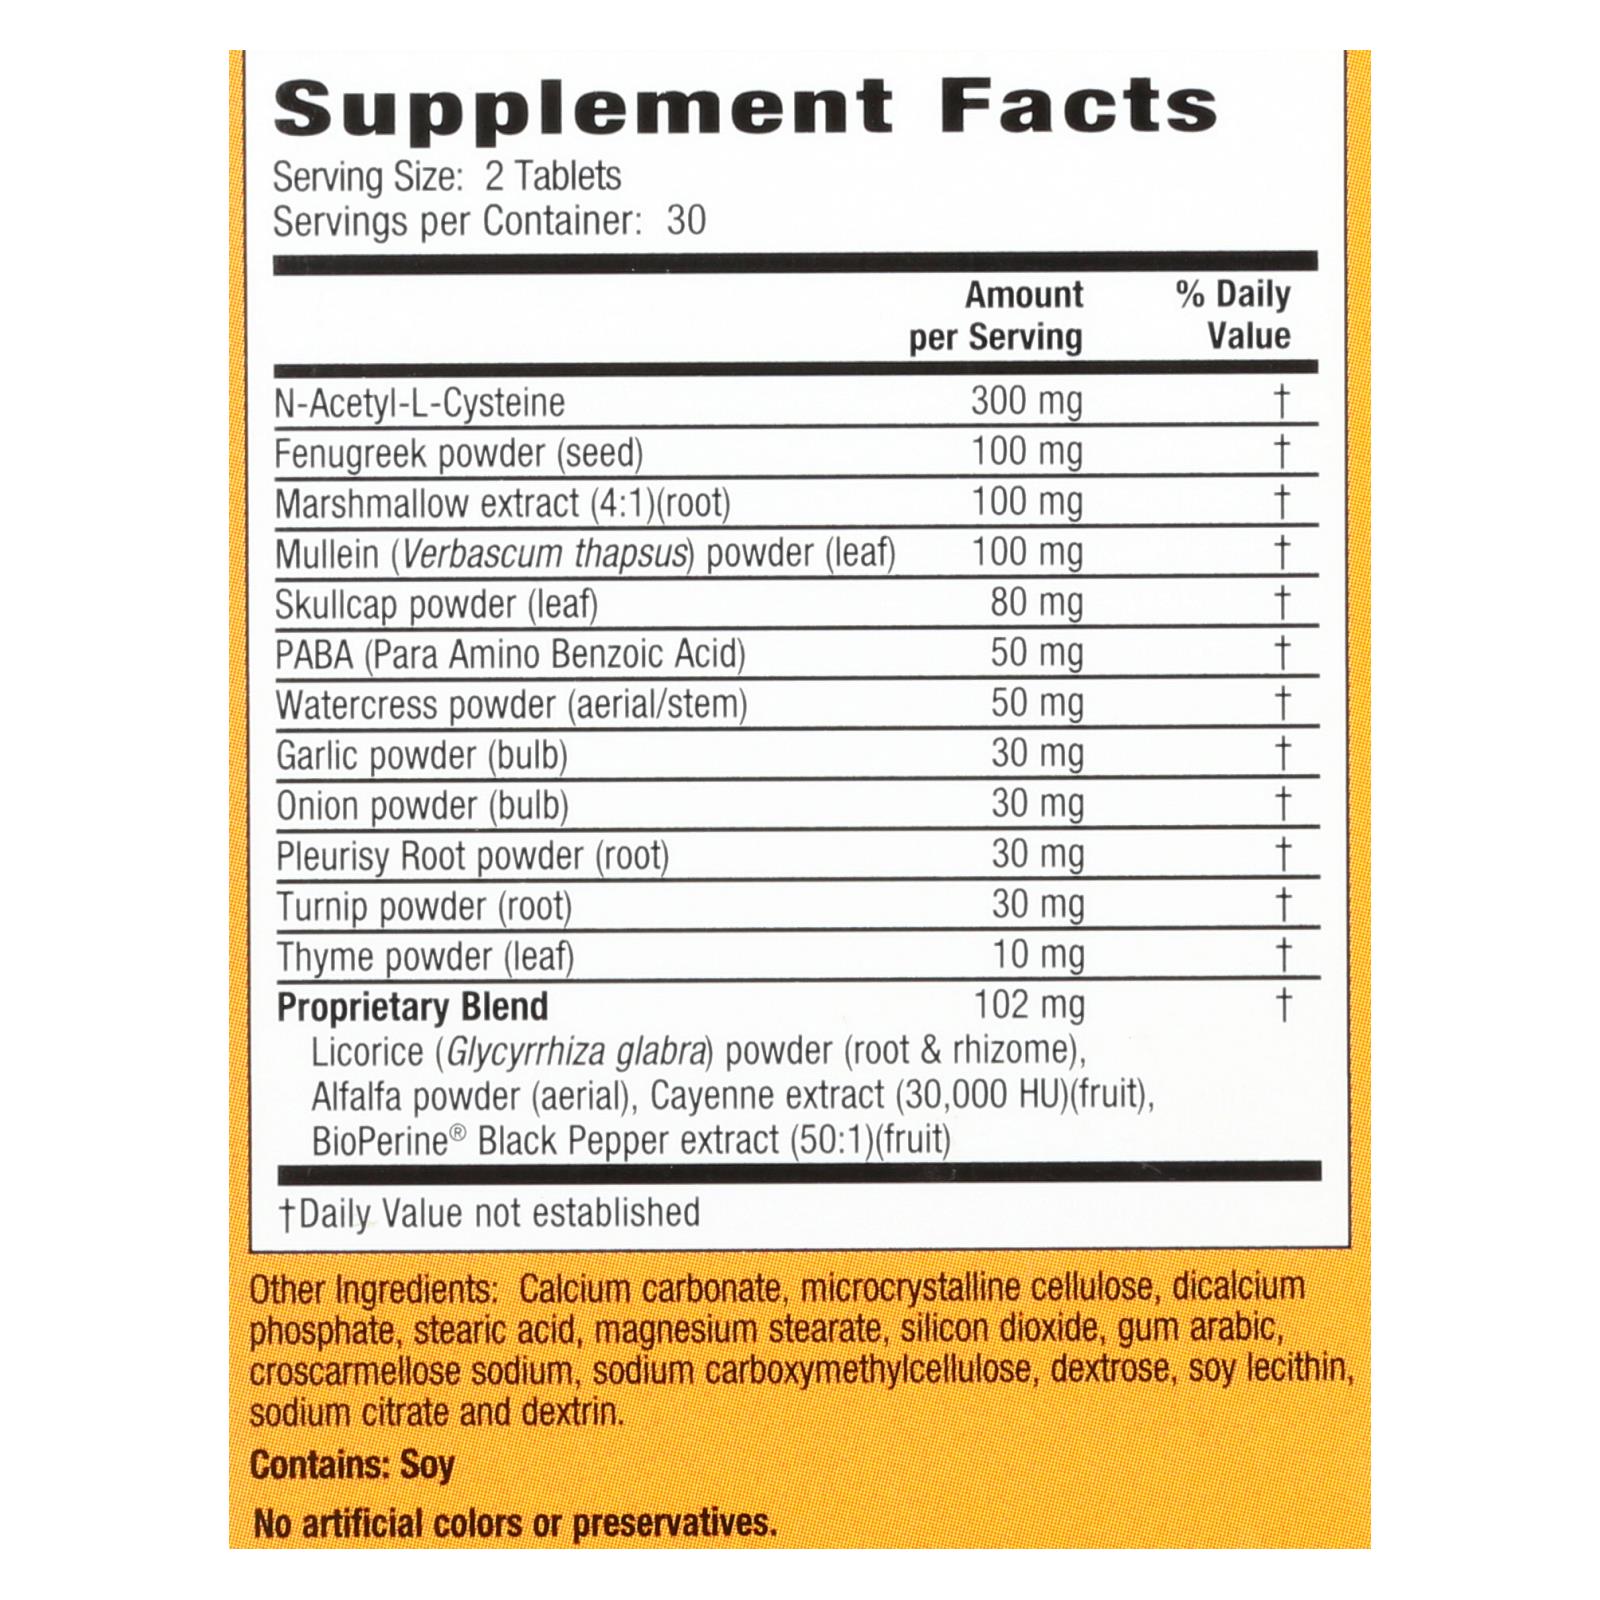 Supplement Facts
Serving Size: 2 Tablets
Servings per Container: 30
Amount per Serving % Daily Value
N-Acetyl-L-Cysteine 300 mg †
Fenugreek powder (seed) 100 mg †
Marshmallow extract (4:1)(root) 100 mg †
Mullein (Verbascum thapsus) powder (leaf) 100 mg †
Skullcap powder (leaf) 80 mg †
PABA (Para Amino Benzoic Acid) 50 mg †
Watercress powder (aerial/stem) 50 mg †
Garlic powder (bulb) 30 mg †
Onion powder (bulb) 30 mg †
Pleurisy Root powder (root) 30 mg †
Turnip powder (root) 30 mg †
Thyme powder (leaf) 10 mg †
Proprietary Blend 102 mg †
Licorice (Glycyrrhiza glabra) powder (root & rhizome),
Alfalfa powder (aerial), Cayenne extract (30,000 HU)(fruit),
BioPerine® Black Pepper extract (50:1)(fruit)
†Daily Value not established
Other Ingredients: Calcium carbonate, microcrystalline cellulose, dicalcium
phosphate, stearic acid, magnesium stearate, silicon dioxide, gum arabic,
croscarmellose sodium, sodium carboxymethylcellulose, dextrose, soy lecithin,
sodium citrate and dextrin.
Contains: Soy
No artificial colors or preservatives.